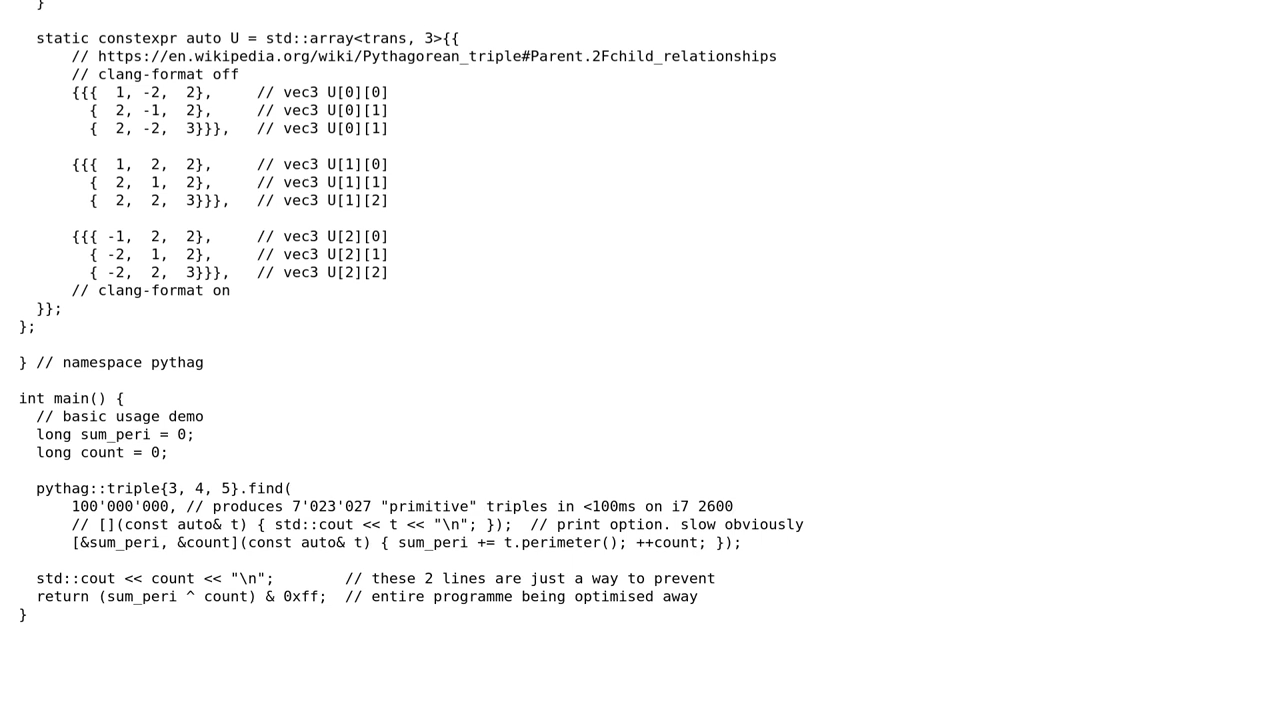 }

  static constexpr auto U = std::array<trans, 3>{{
      // https://en.wikipedia.org/wiki/Pythagorean_triple#Parent.2Fchild_relationships
      // clang-format off
      {{{  1, -2,  2},     // vec3 U[0][0]
        {  2, -1,  2},     // vec3 U[0][1]
        {  2, -2,  3}}},   // vec3 U[0][1]

      {{{  1,  2,  2},     // vec3 U[1][0]
        {  2,  1,  2},     // vec3 U[1][1]
        {  2,  2,  3}}},   // vec3 U[1][2]

      {{{ -1,  2,  2},     // vec3 U[2][0]
        { -2,  1,  2},     // vec3 U[2][1]
        { -2,  2,  3}}},   // vec3 U[2][2]
      // clang-format on
  }};
};

} // namespace pythag

int main() {
  // basic usage demo
  long sum_peri = 0;
  long count = 0;

  pythag::triple{3, 4, 5}.find(
      100'000'000, // produces 7'023'027 "primitive" triples in <100ms on i7 2600
      // [](const auto& t) { std::cout << t << "\n"; });  // print option. slow obviously
      [&sum_peri, &count](const auto& t) { sum_peri += t.perimeter(); ++count; });

  std::cout << count << "\n";        // these 2 lines are just a way to prevent
  return (sum_peri ^ count) & 0xff;  // entire programme being optimised away
}